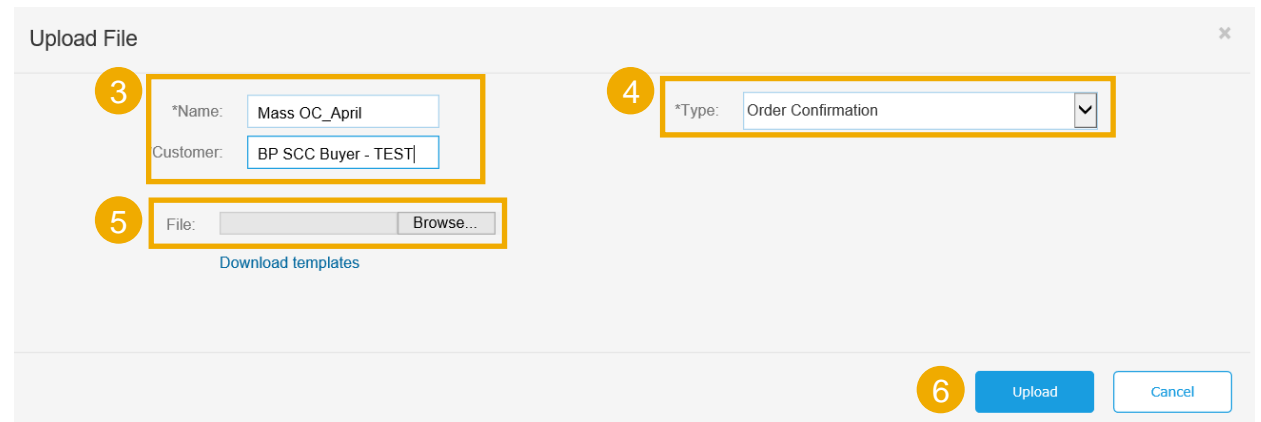 Upload File
×
3
*Name: Mass OC_April
4
*Type: Order Confirmation
Customer: BP SCC Buyer - TEST
5
File: Browse...
Download templates
6
Upload
Cancel